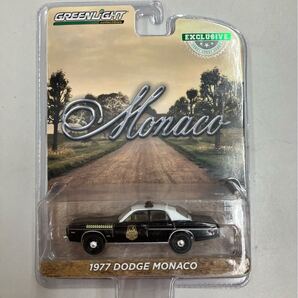 GREENLIGHT
EXCLUSIVE
Monaco
1977 DODGE MONACO